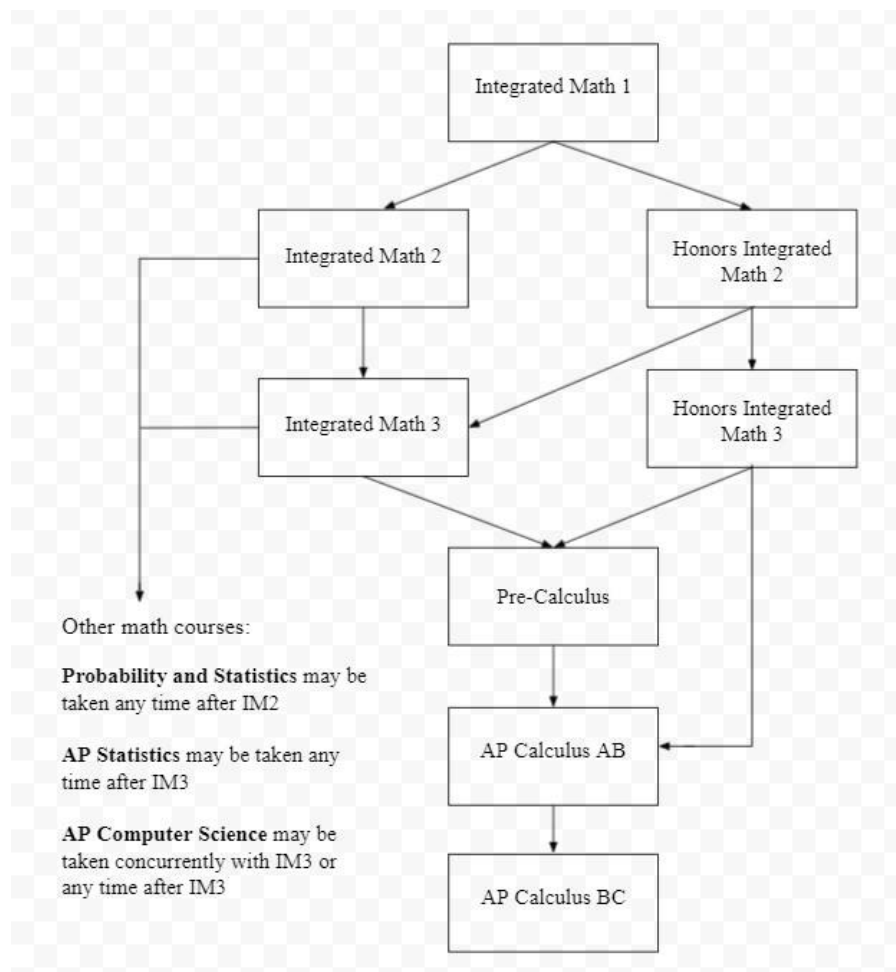 Integrated Math 1
Integrated Math 2
Honors Integrated
Math 2
Integrated Math 3
Honors Integrated
Math 3
Pre-Calculus
AP Calculus AB
AP Calculus BC
Other math courses:
Probability and Statistics may be
taken any time after IM2
AP Statistics may be taken any
time after IM3
AP Computer Science may be
taken concurrently with IM3 or
any time after IM3